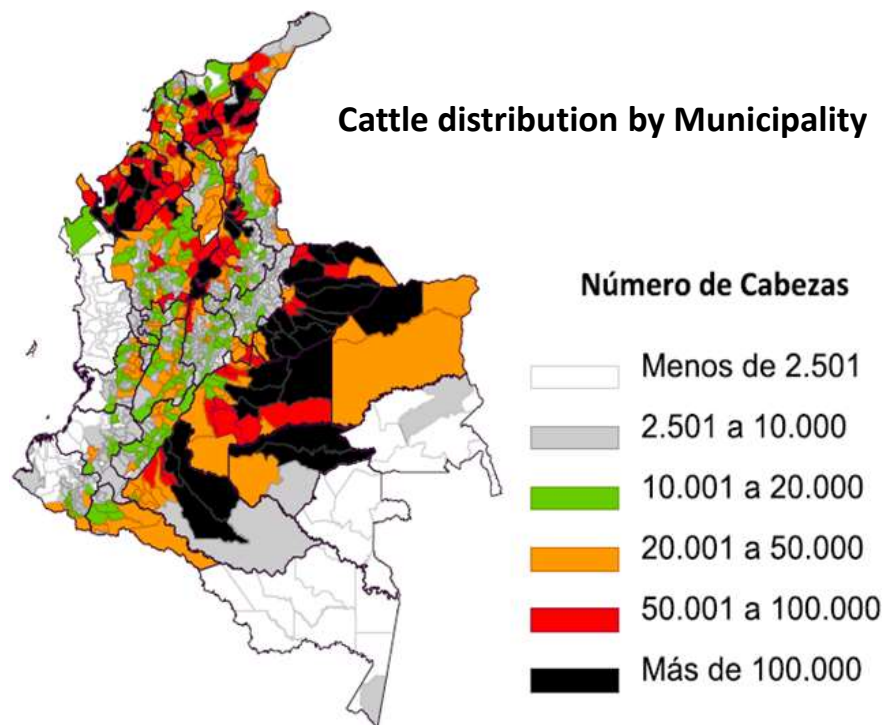 Cattle distribution by Municipality
Número de Cabezas
Menos de 2.501
2.501 a 10.000
10.001 a 20.000
20.001 a 50.000
50.001 a 100.000
Más de 100.000